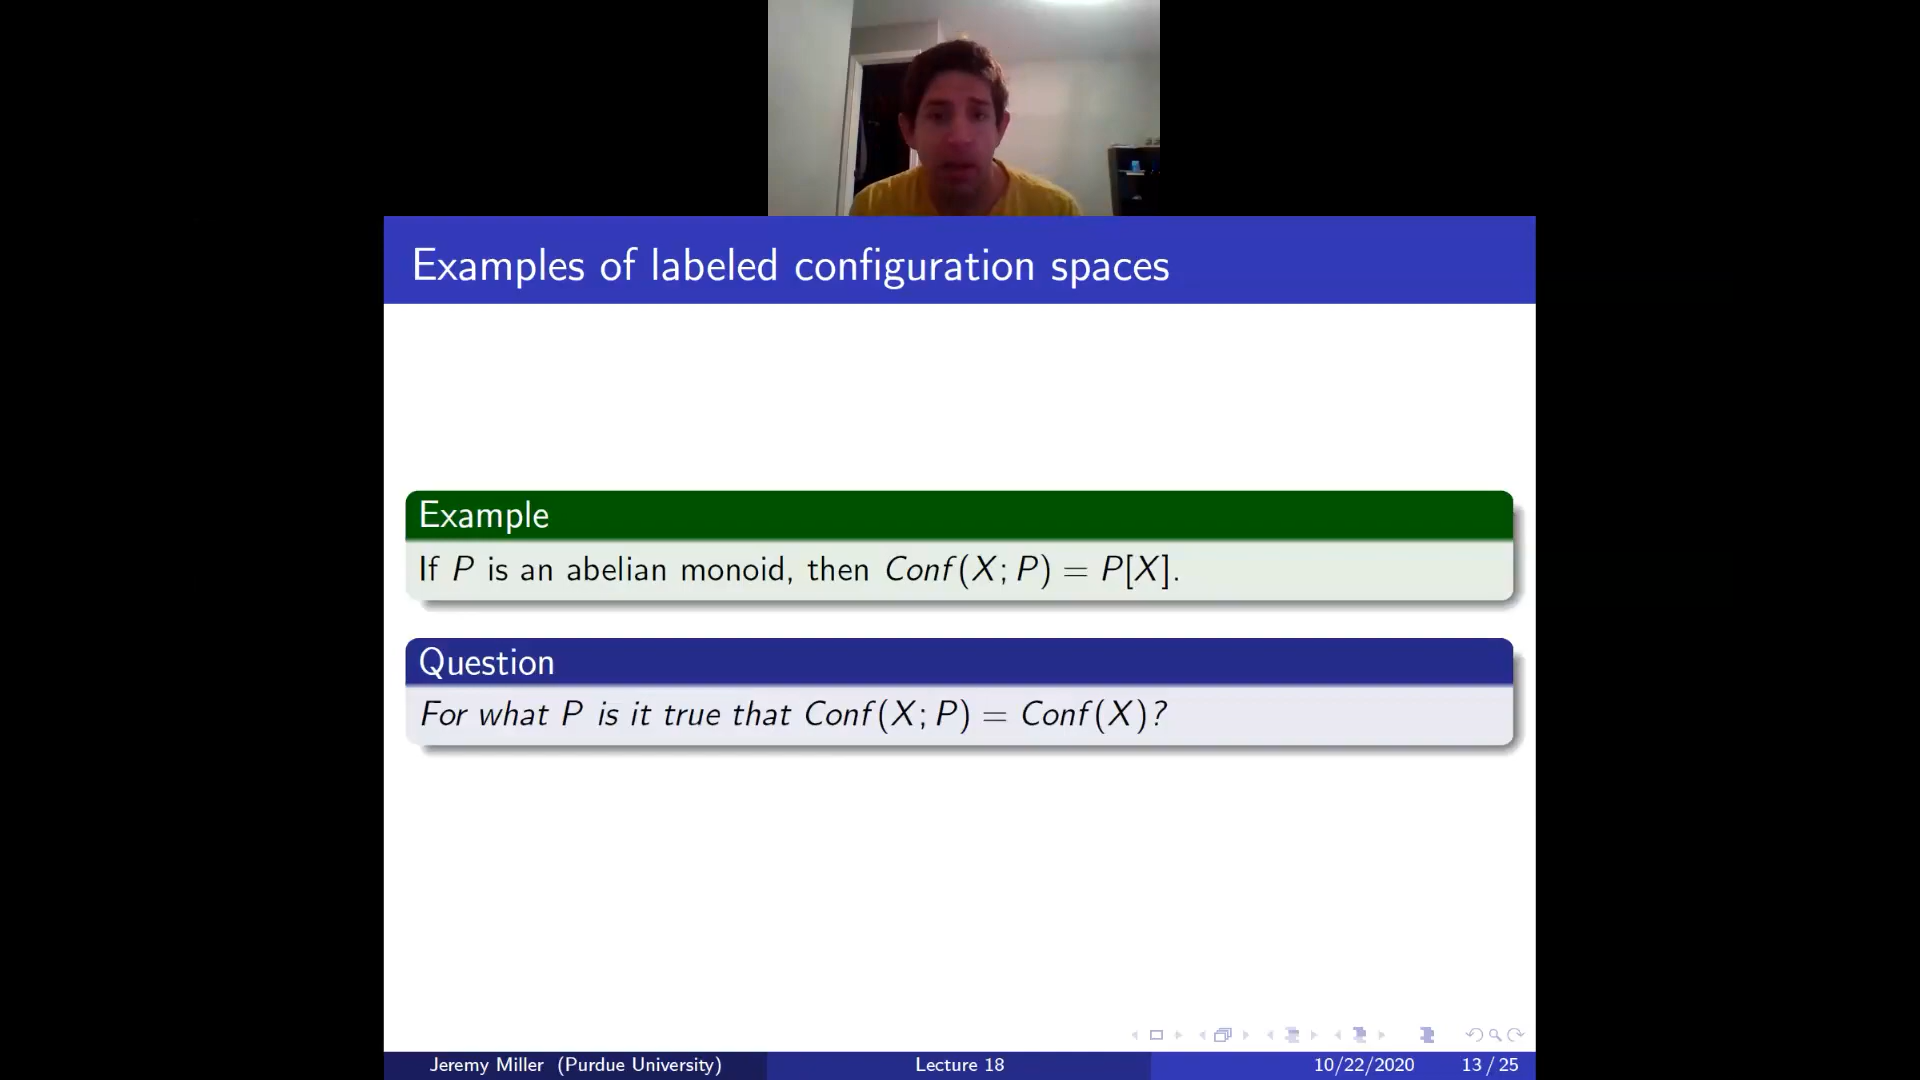 Examples of labeled configuration spaces
Example
If P is an abelian monoid, then Conf(X; P) = P[X].
Question
For what P is it true that Conf(X; P) = Conf(X)?
Jeremy Miller (Purdue University) Lecture 18 10/22/2020 13 / 25